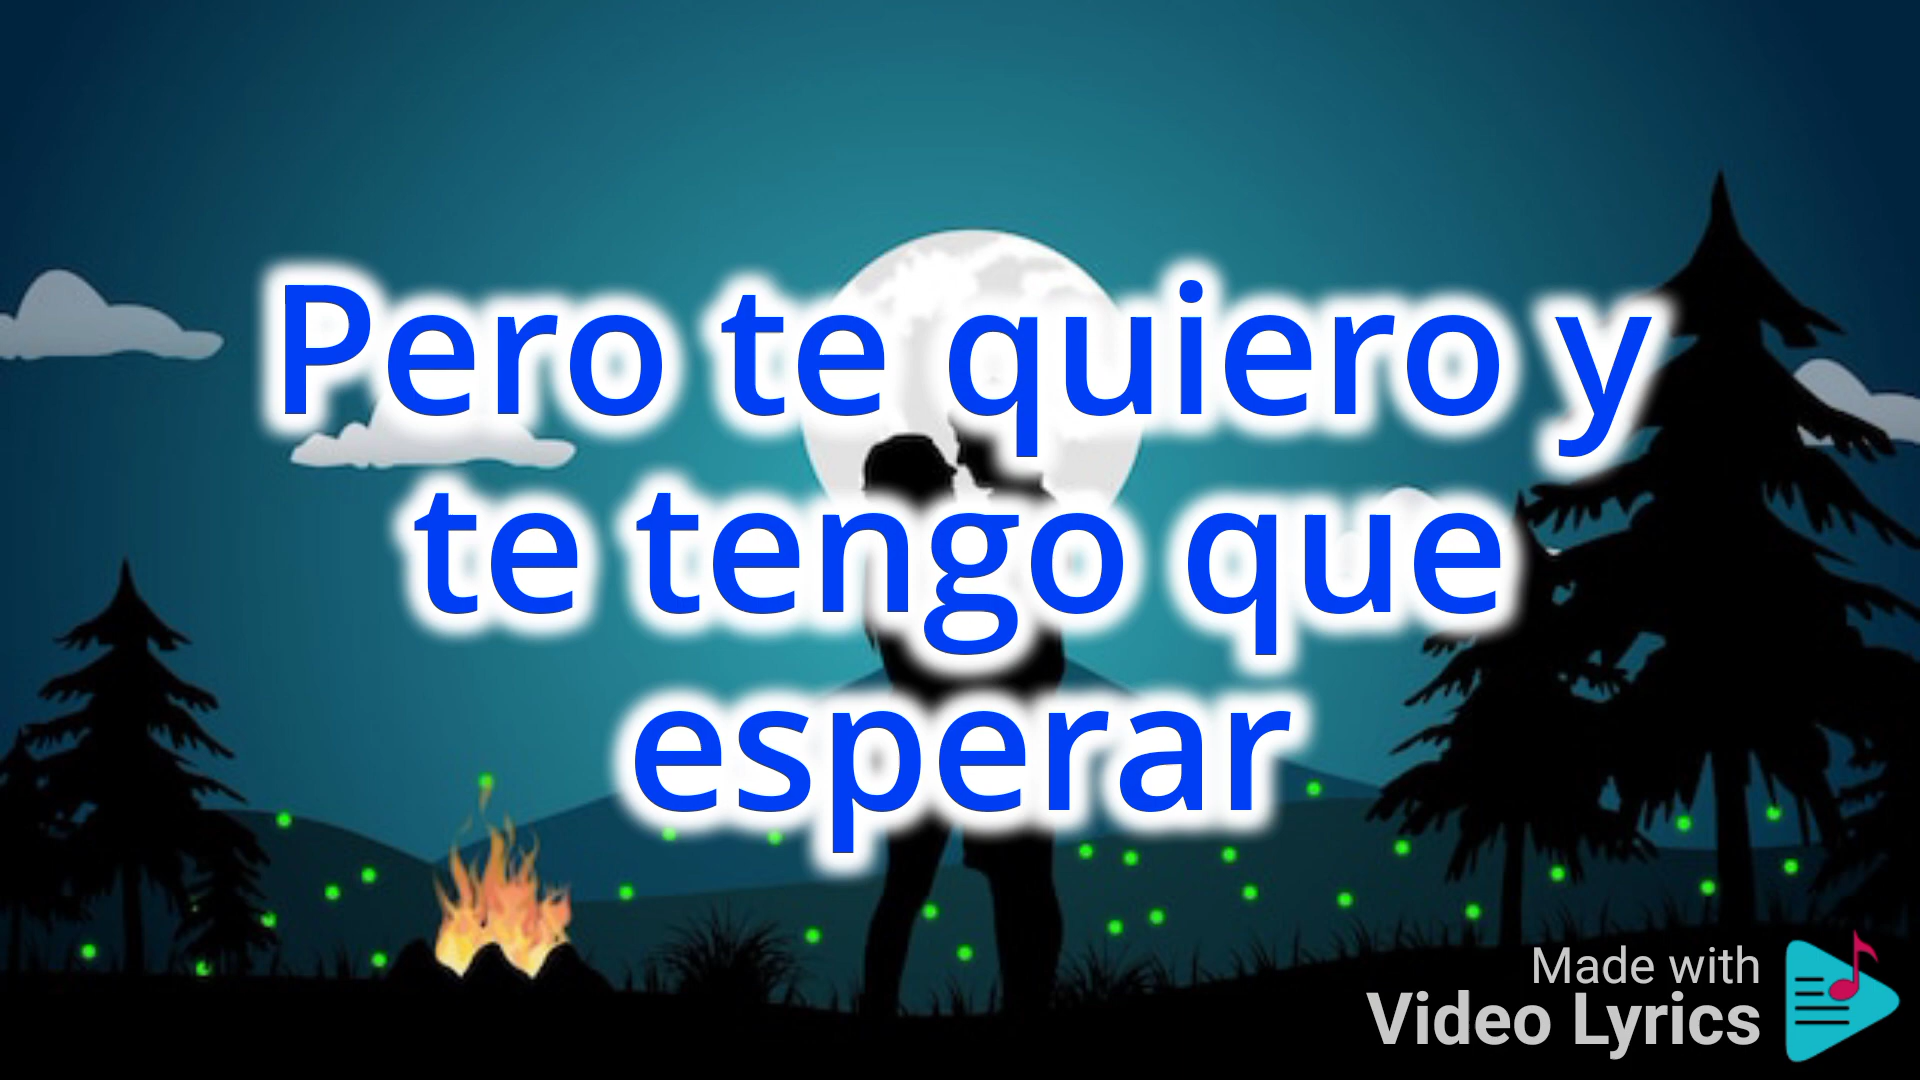 Pero te quiero y
te tengo que
esperar
Made with
Video Lyrics